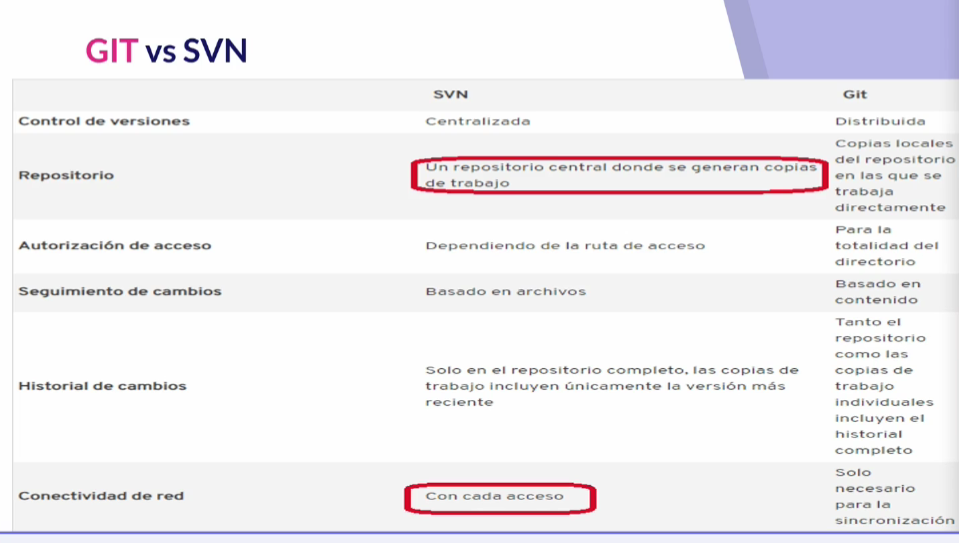 GIT vs SVN
SVN
Git
Control de versiones
Centralizada
Distribuida
Repositorio
Un repositorio central donde se generan copias
de trabajo
Copias locales
del repositorio
en las que se
trabaja
directamente
Autorización de acceso
Dependiendo de la ruta de acceso
Para la
totalidad del
directorio
Seguimiento de cambios
Basado en archivos
Basado en
contenido
Historial de cambios
Solo en el repositorio completo, las copias de
trabajo incluyen únicamente la versión más
reciente
Tanto el
repositorio
como las
copias de
trabajo
individuales
incluyen el
historial
completo
Conectividad de red
Con cada acceso
Solo
necesario
para la
sincronización